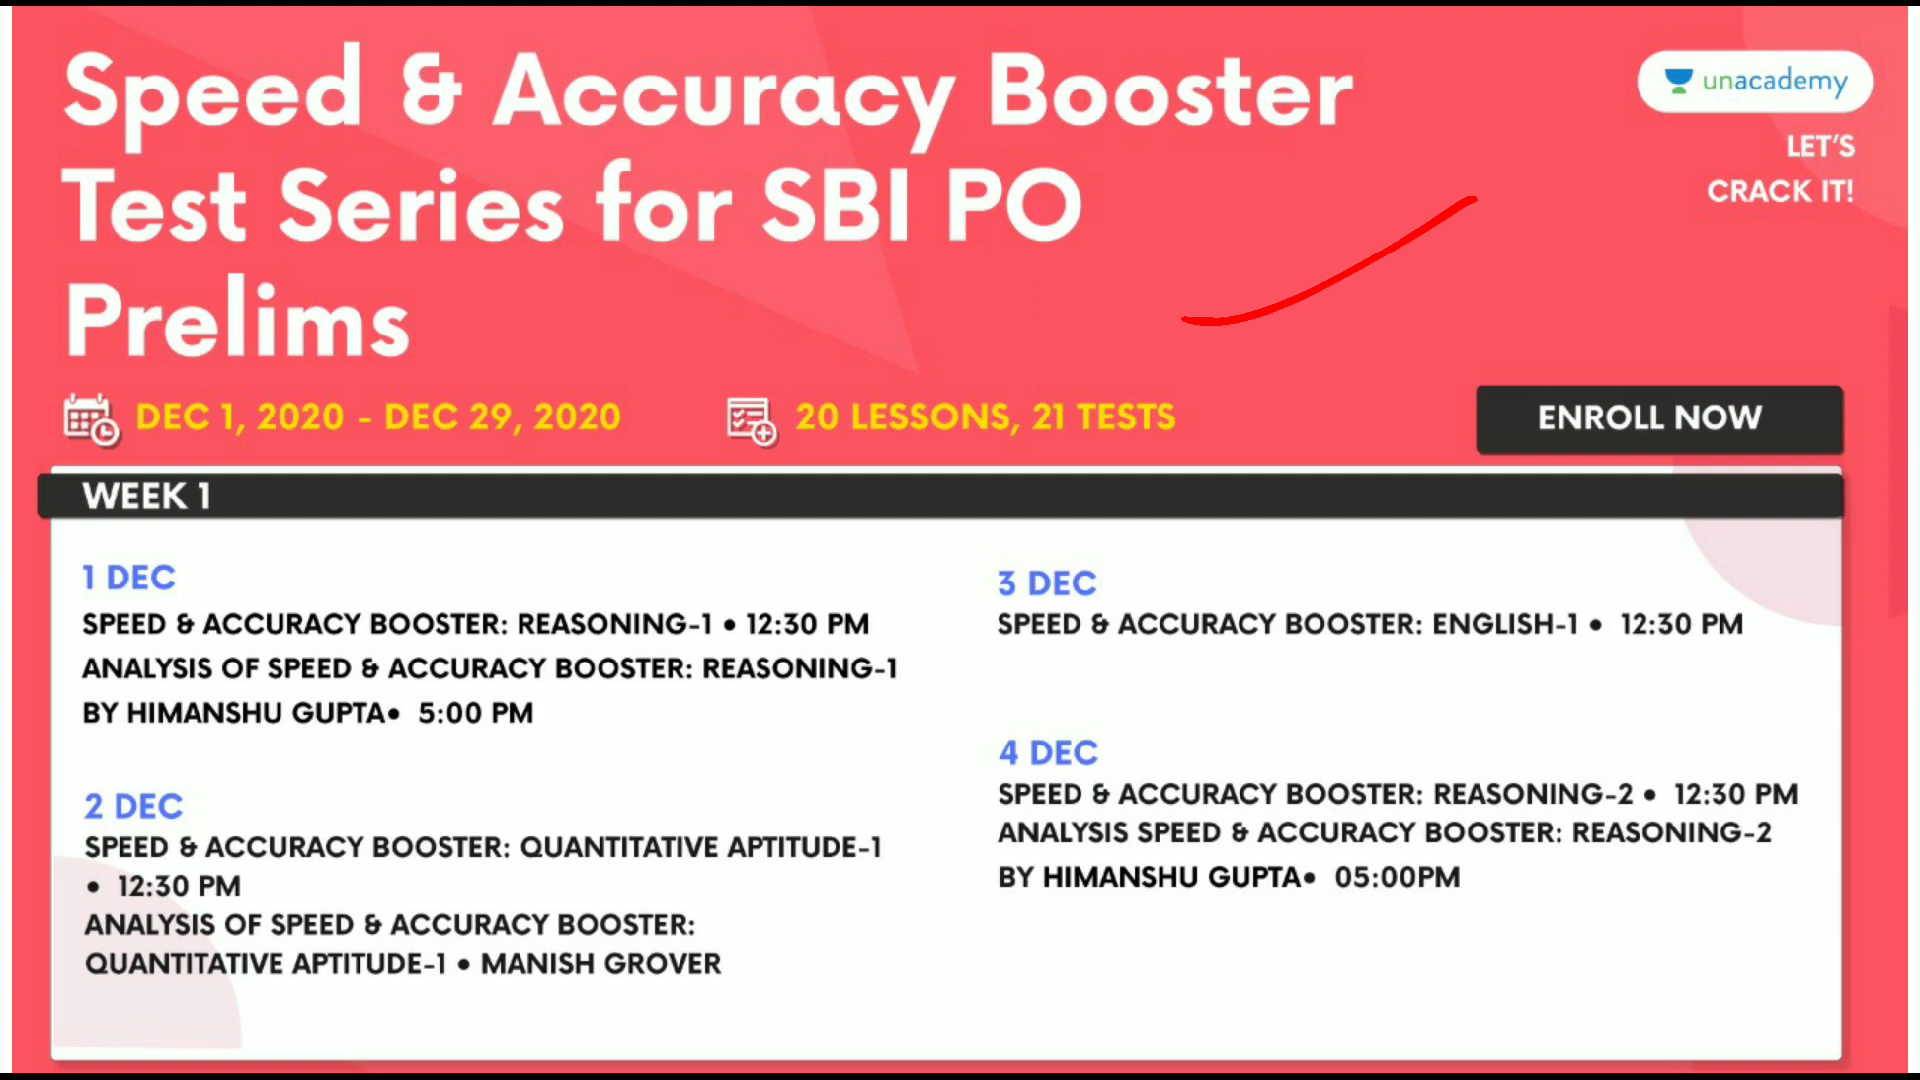 Speed & Accuracy Booster
Test Series for SBI PO
Prelims
unacademy
LET'S
CRACK IT!
DEC 1, 2020 - DEC 29, 2020
20 LESSONS, 21 TESTS
ENROLL NOW
WEEK 1
1 DEC
SPEED & ACCURACY BOOSTER: REASONING-1 • 12:30 PM
ANALYSIS OF SPEED & ACCURACY BOOSTER: REASONING-1
BY HIMANSHU GUPTA• 5:00 PM
2 DEC
SPEED & ACCURACY BOOSTER: QUANTITATIVE APTITUDE-1
• 12:30 PM
ANALYSIS OF SPEED & ACCURACY BOOSTER:
QUANTITATIVE APTITUDE-1 • MANISH GROVER
3 DEC
SPEED & ACCURACY BOOSTER: ENGLISH-1 • 12:30 PM
4 DEC
SPEED & ACCURACY BOOSTER: REASONING-2 • 12:30 PM
ANALYSIS SPEED & ACCURACY BOOSTER: REASONING-2
BY HIMANSHU GUPTA• 05:00PM